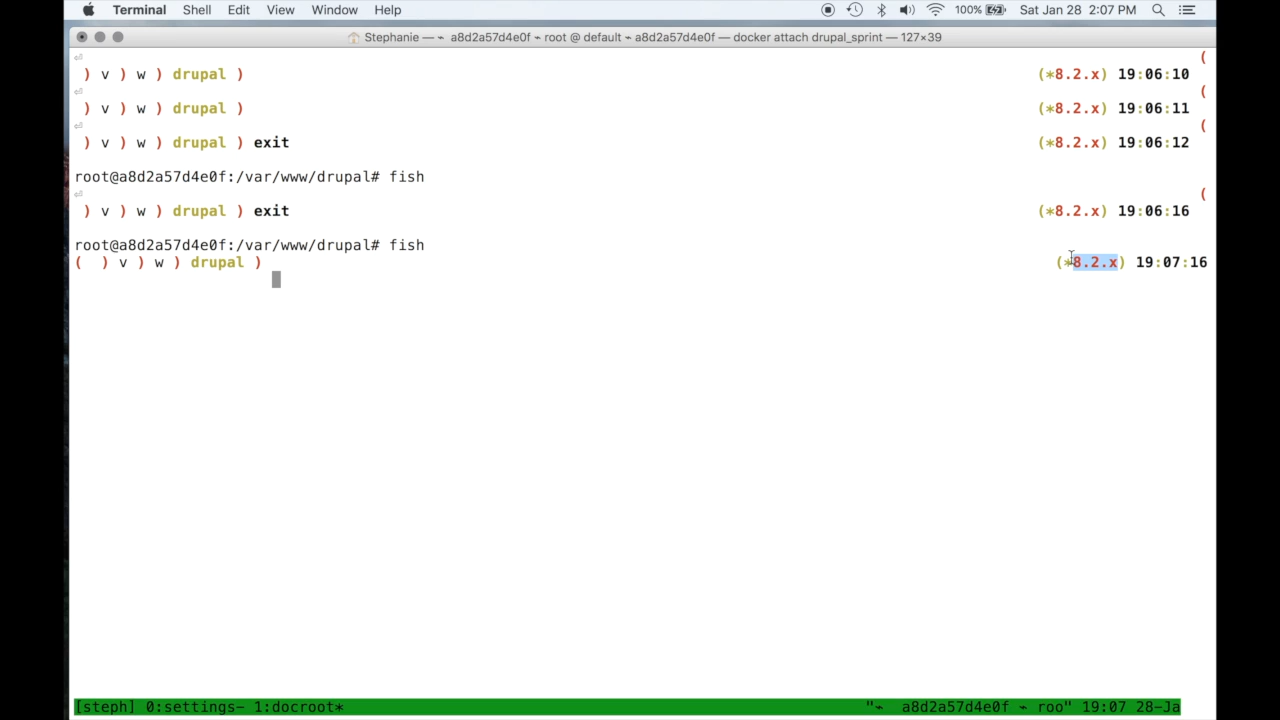 Terminal Shell Edit View Window Help 100% Sat Jan 28 2:07 PM
Stephanie — ⌁ a8d2a57d4e0f ⌁ root @ default ⌁ a8d2a57d4e0f — docker attach drupal_sprint — 127×39
⏎ (
) v ) w ) drupal ) (*8.2.x) 19:06:10
⏎ (
) v ) w ) drupal ) (*8.2.x) 19:06:11
⏎ (
) v ) w ) drupal ) exit (*8.2.x) 19:06:12
root@a8d2a57d4e0f:/var/www/drupal# fish
⏎ (
) v ) w ) drupal ) exit (*8.2.x) 19:06:16
root@a8d2a57d4e0f:/var/www/drupal# fish
( ) v ) w ) drupal ) (*8.2.x) 19:07:16
[steph] 0:settings- 1:docroot* "⌁ a8d2a57d4e0f ⌁ roo" 19:07 28-Ja